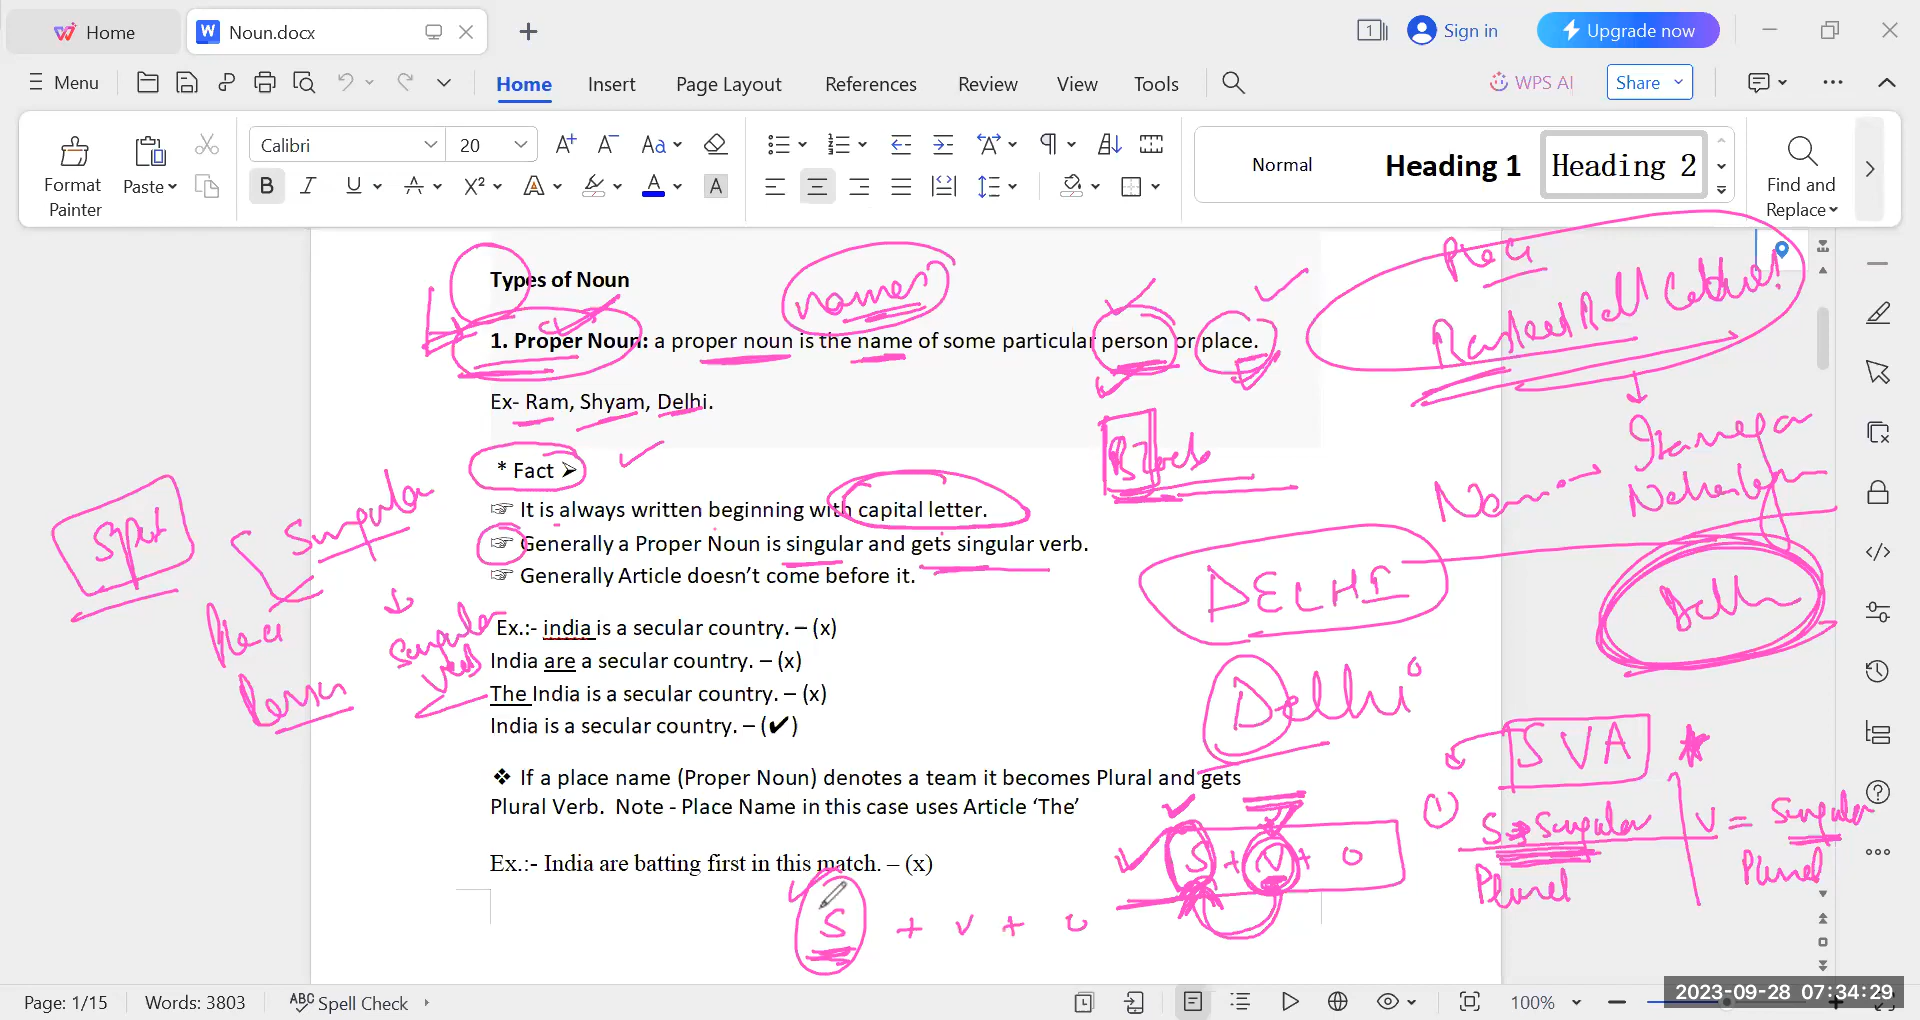 Home
Noun.docx
1
Sign in
Upgrade now
Menu
Home Insert Page Layout References Review View Tools
WPS AI
Share
Format
Painter
Paste
Calibri
20
Normal
Heading 1
Heading 2
Find and
Replace
Types of Noun
names
Place
1. Proper Noun: a proper noun is the name of some particular person or place.
Ex- Ram, Shyam, Delhi.
* Fact ➢
☞ It is always written beginning with capital letter.
☞ Generally a Proper Noun is singular and gets singular verb.
☞ Generally Article doesn’t come before it.
Singular
Place
Person
Singular
DELHI
Delhi
Delhi
Ex.:- india is a secular country. – (x)
India are a secular country. – (x)
The India is a secular country. – (x)
India is a secular country. – (✔)
❖ If a place name (Proper Noun) denotes a team it becomes Plural and gets
Plural Verb.  Note - Place Name in this case uses Article ‘The’
Ex.:- India are batting first in this match. – (x)
SVA
1
S → Singular | V = Singular
Plural Plural
S + V + O
S + V + O
Page: 1/15
Words: 3803
ABC Spell Check
100%
2023-09-28 07:34:29